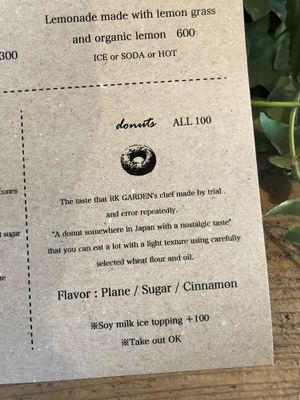 Lemonade made with lemon grass
and organic lemon 600
300
ICE or SODA or HOT
donuts ALL 100
cones
The taste that RK GARDEN's chef made by trial .
and error repeatedly.
sugar
"A donut somewhere in Japan with a nostalgic taste"
that you can eat a lot with a light texture using carefully
selected wheat flour and oil.
Flavor : Plane / Sugar / Cinnamon
※Soy milk ice topping +100
※Take out OK